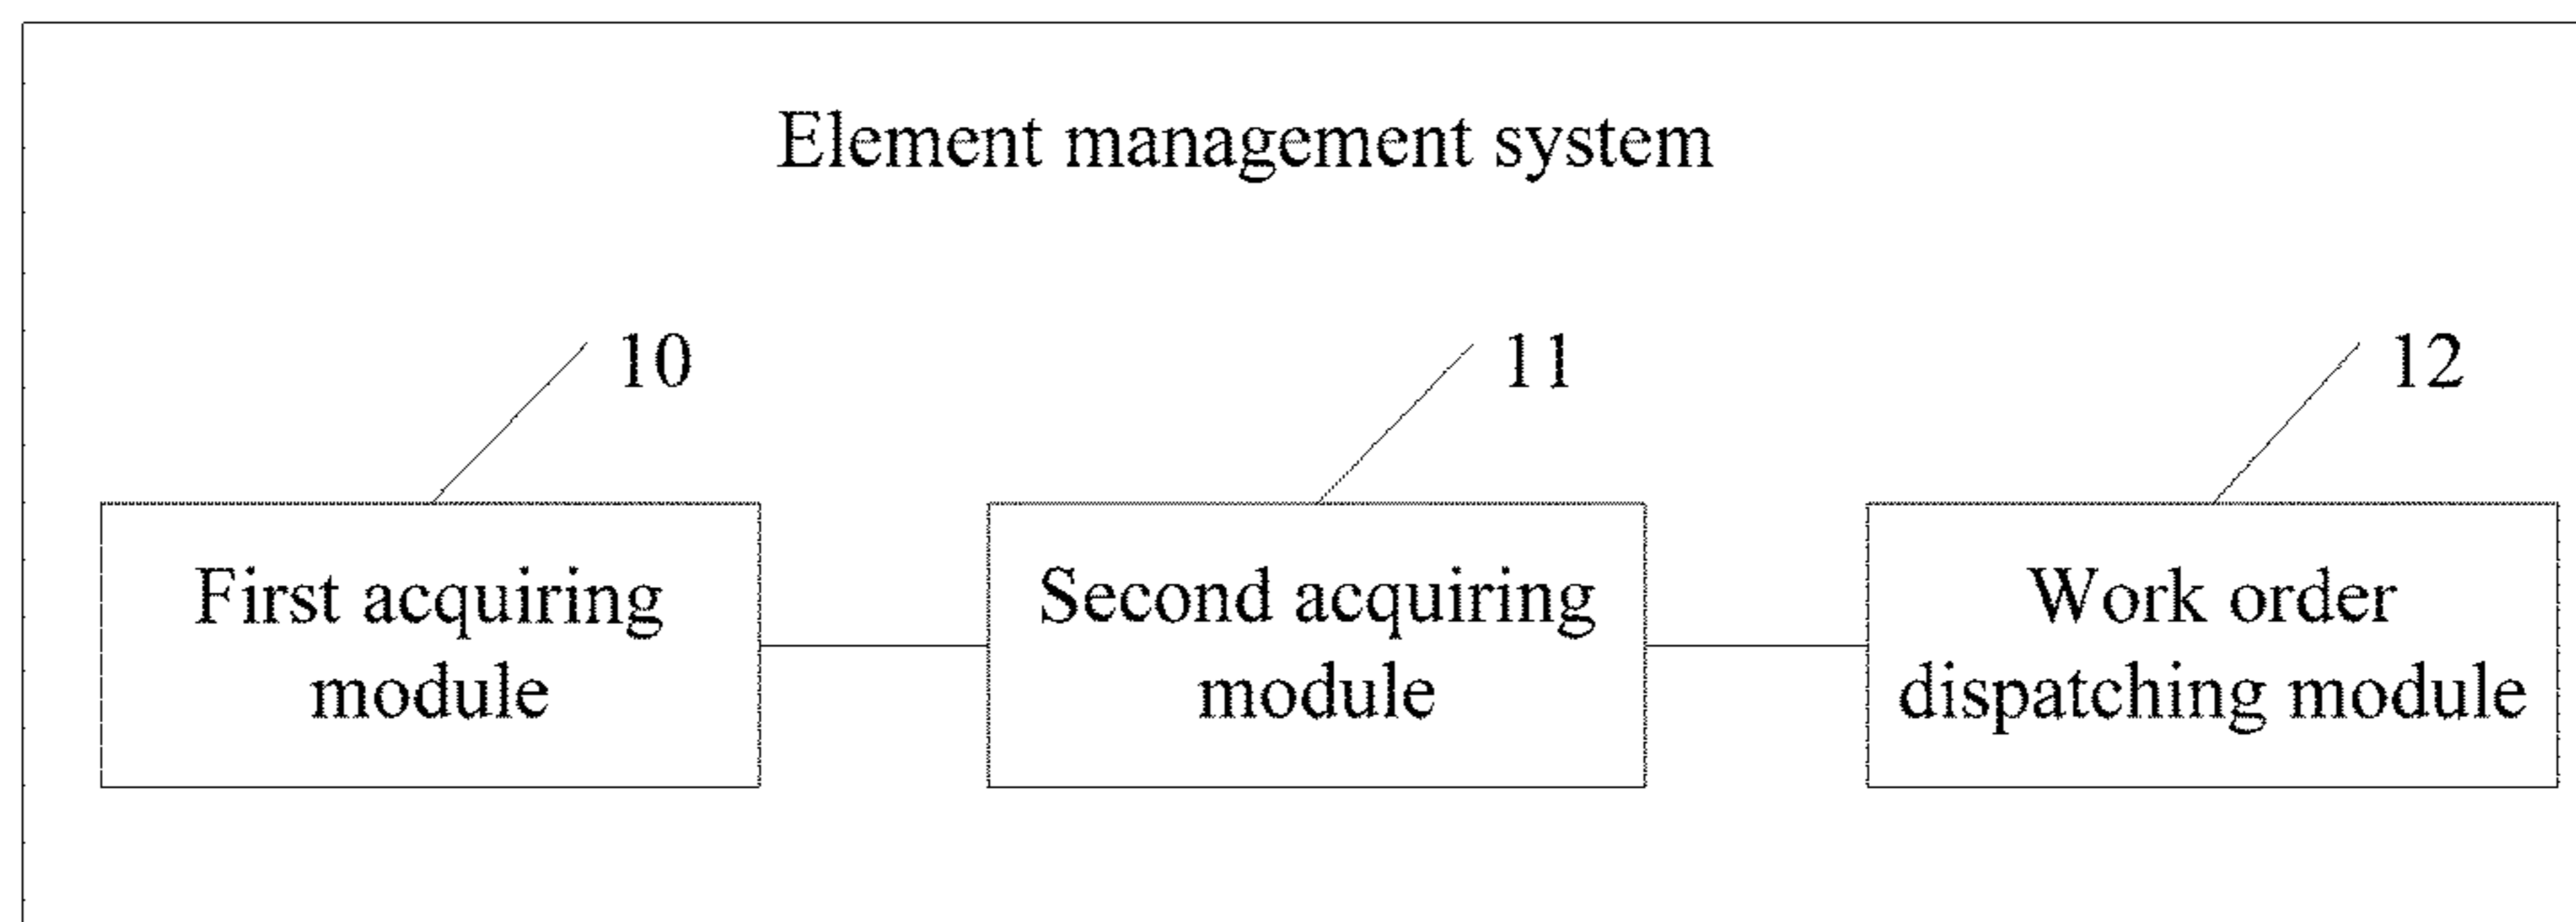 Element management system
10
11
12
First acquiring
module
Second acquiring
module
Work order
dispatching module